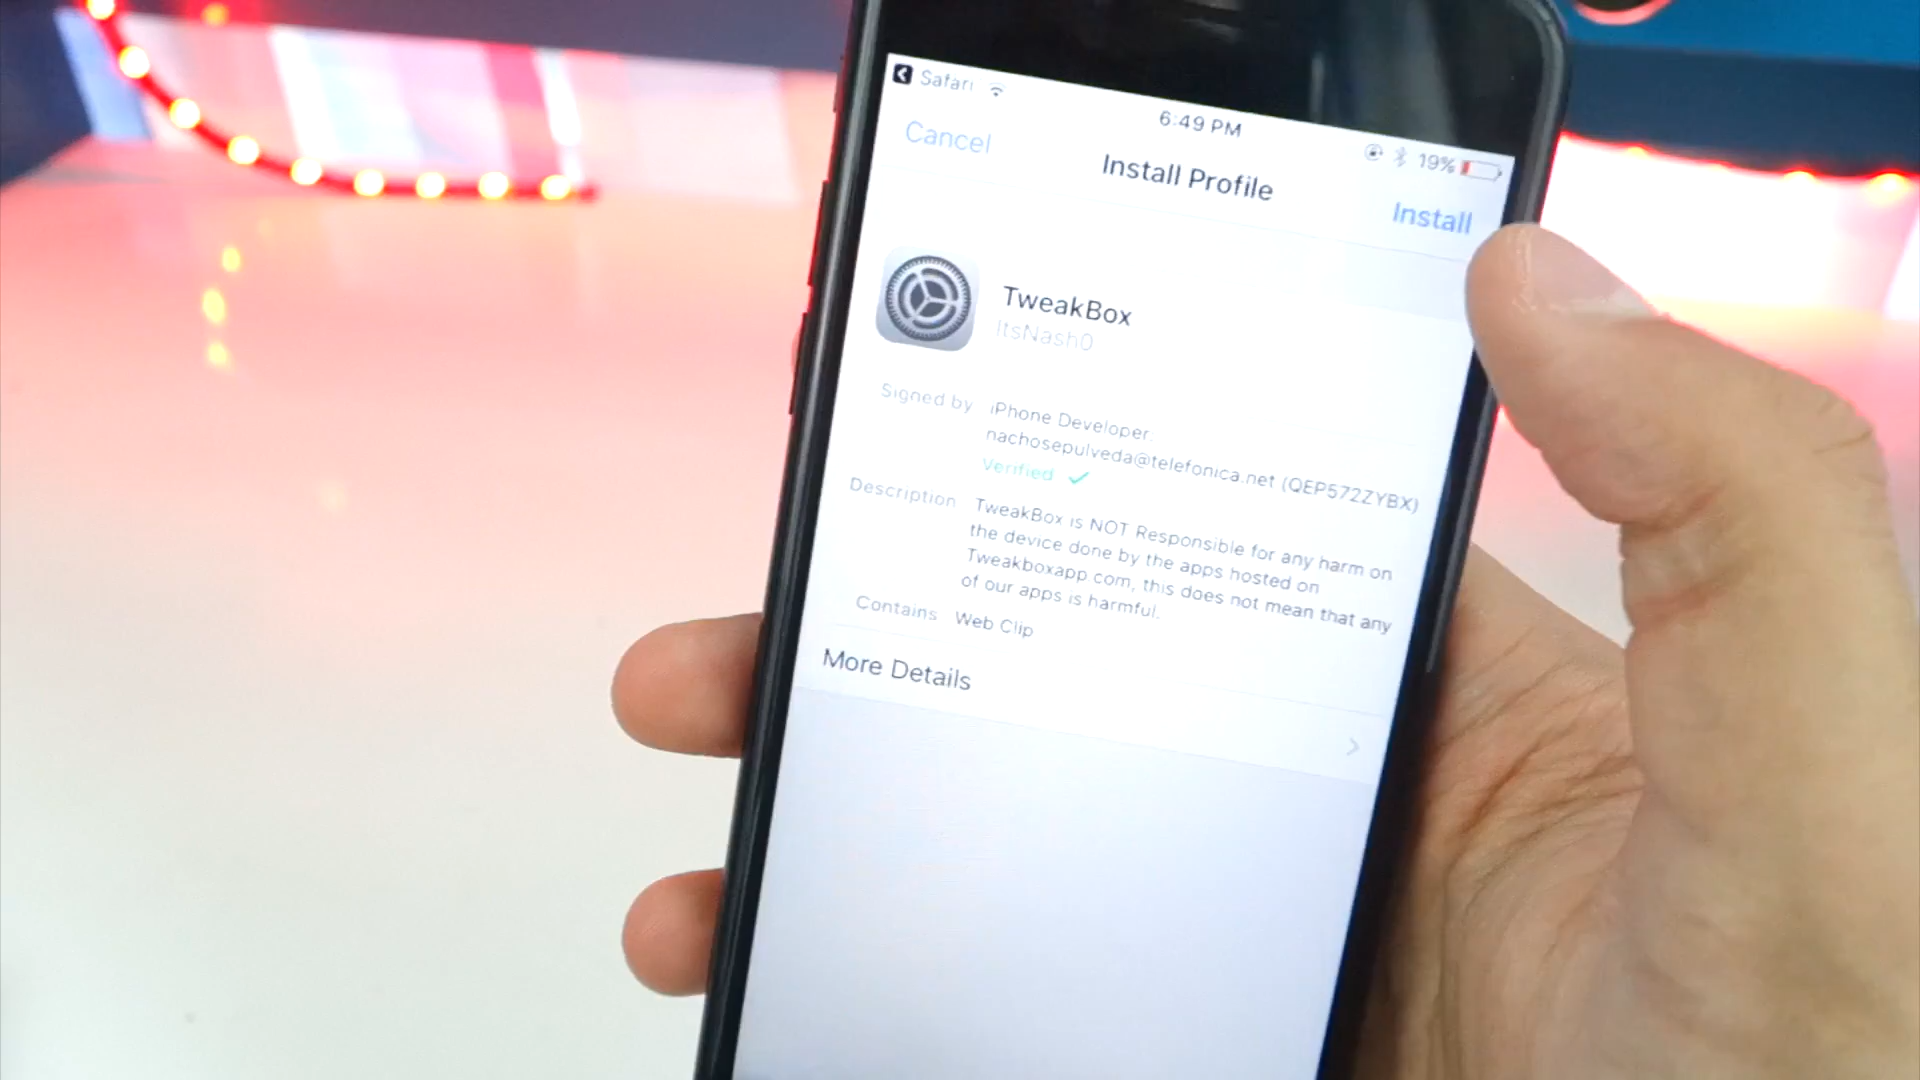 Safari
6:49 PM
19%
Cancel
Install Profile
Install
TweakBox
ItsNash0
Signed by
iPhone Developer:
nachosepulveda@telefonica.net (QEP572ZYBX)
Verified
Description
TweakBox is NOT Responsible for any harm on
the device done by the apps hosted on
Tweakboxapp.com, this does not mean that any
of our apps is harmful.
Contains
Web Clip
More Details